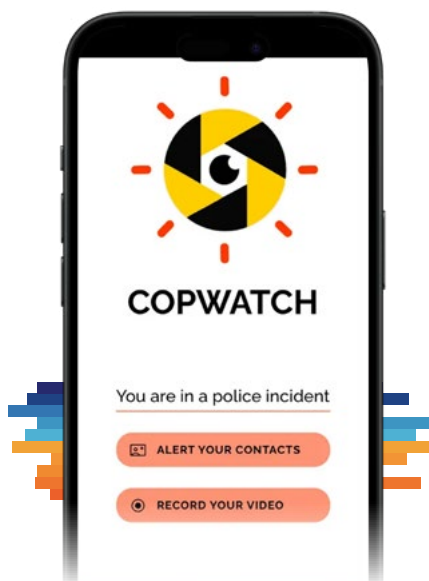 COPWATCH
You are in a police incident
ALERT YOUR CONTACTS
RECORD YOUR VIDEO